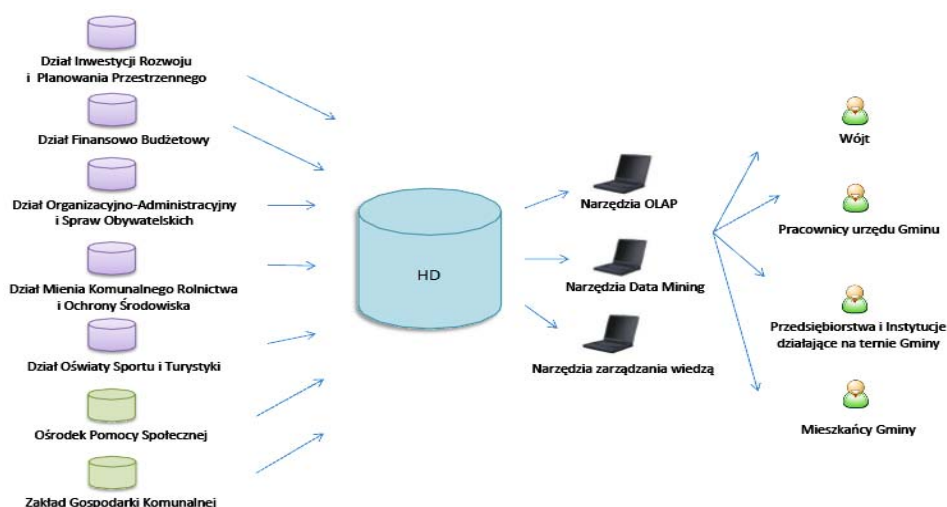 Dział Inwestycji Rozwoju
i Planowania Przestrzennego
Dział Finansowo Budżetowy
Dział Organizacyjno-Administracyjny
i Spraw Obywatelskich
Dział Mienia Komunalnego Rolnictwa
i Ochrony Środowiska
Dział Oświaty Sportu i Turystyki
Ośrodek Pomocy Społecznej
Zakład Gospodarki Komunalnej
HD
Narzędzia OLAP
Narzędzia Data Mining
Narzędzia zarządzania wiedzą
Wójt
Pracownicy urzędu Gminu
Przedsiębiorstwa i Instytucje
działające na ternie Gminy
Mieszkańcy Gminy